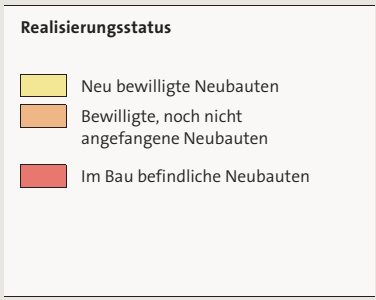 Realisierungsstatus
Neu bewilligte Neubauten
Bewilligte, noch nicht
angefangene Neubauten
Im Bau befindliche Neubauten